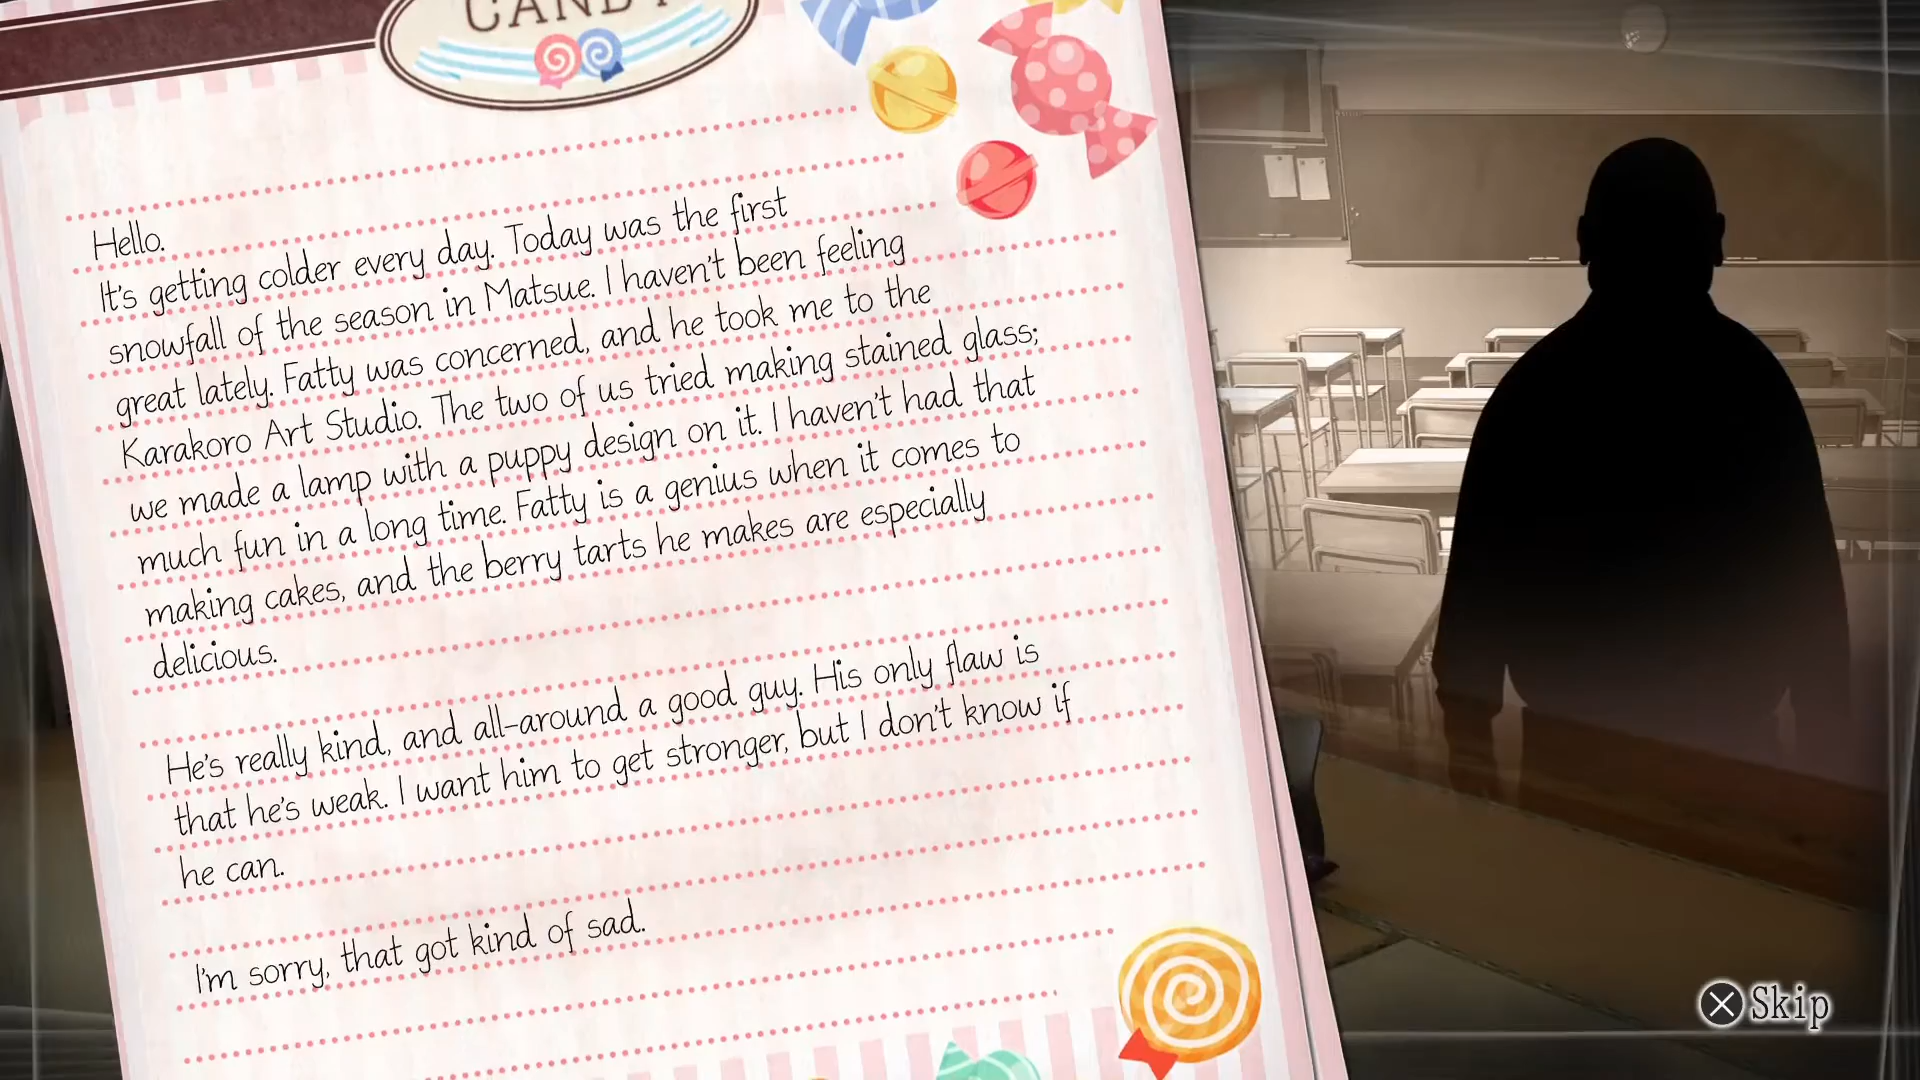 CANDY
Hello.
It's getting colder every day. Today was the first
snowfall of the season in Matsue. I haven't been feeling
great lately. Fatty was concerned, and he took me to the
Karakoro Art Studio. The two of us tried making stained glass;
we made a lamp with a puppy design on it. I haven't had that
much fun in a long time. Fatty is a genius when it comes to
making cakes, and the berry tarts he makes are especially
delicious.
He's really kind, and all-around a good guy. His only flaw is
that he's weak. I want him to get stronger, but I don't know if
he can.
I'm sorry, that got kind of sad.
Skip